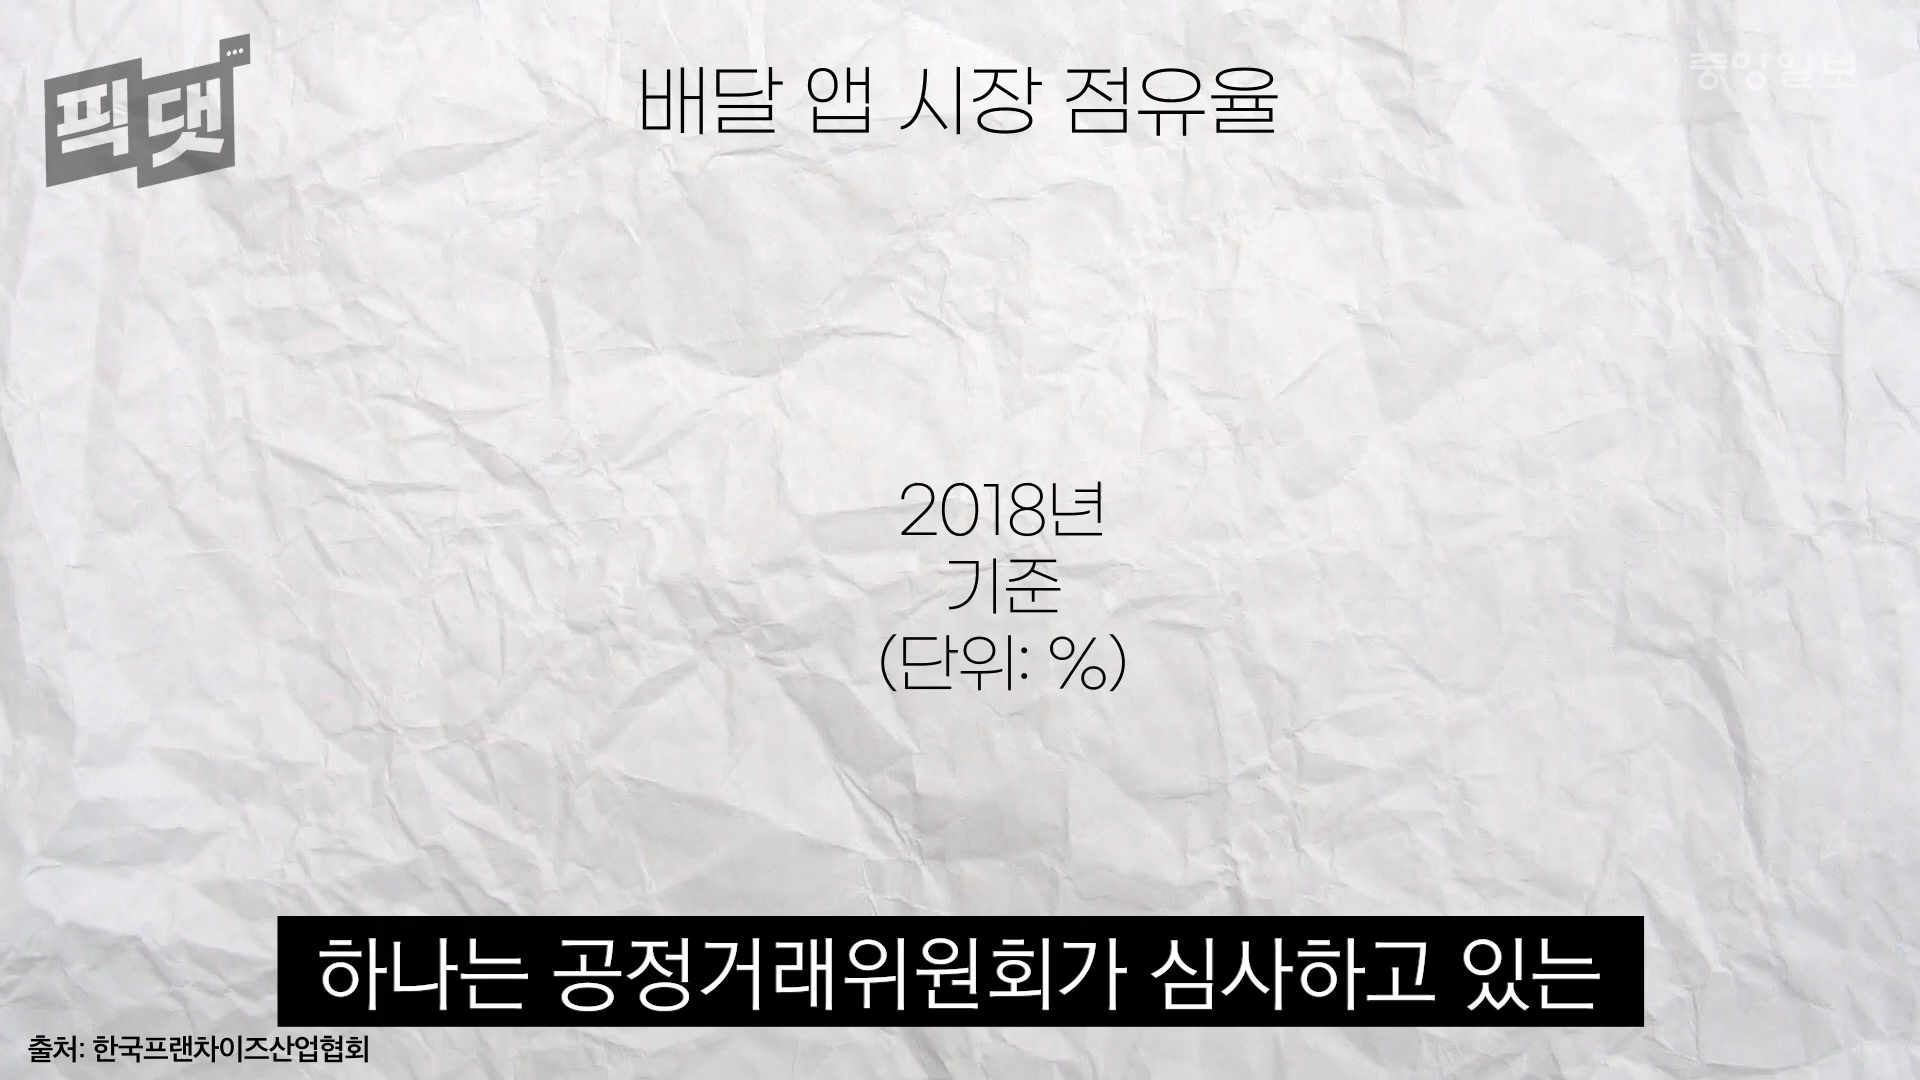 픽댓
배달 앱 시장 점유율
중앙일보
2018년
기준
(단위: %)
하나는 공정거래위원회가 심사하고 있는
출처: 한국프랜차이즈산업협회